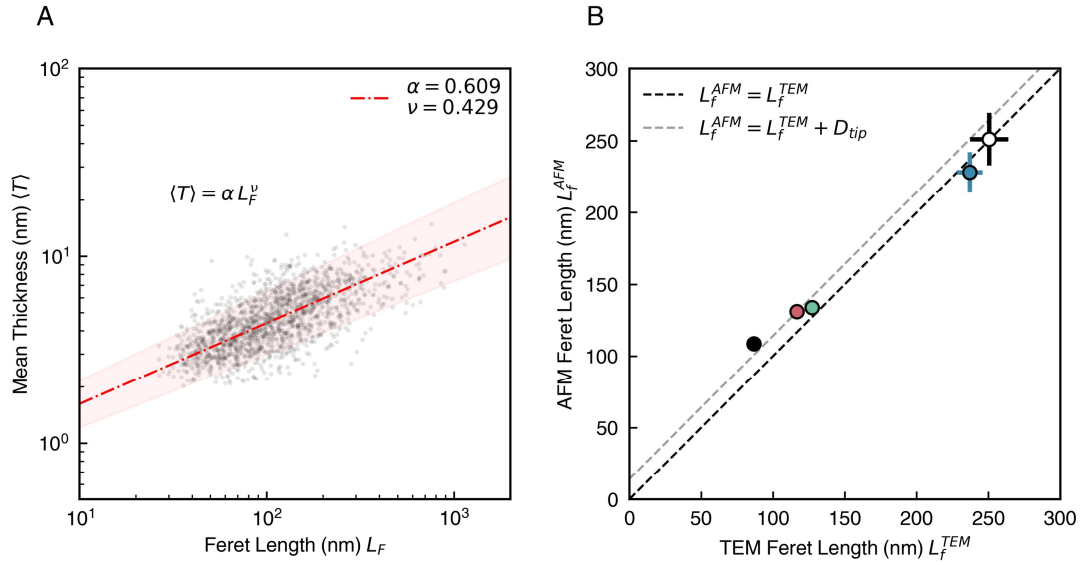 A
B
10²
10¹
10⁰
10¹
10²
10³
Mean Thickness (nm) ⟨T⟩
Feret Length (nm) L_F
α = 0.609
ν = 0.429
⟨T⟩ = α L_F^ν
300
250
200
150
100
50
0
0
50
100
150
200
250
300
AFM Feret Length (nm) L_f^{AFM}
TEM Feret Length (nm) L_f^{TEM}
L_f^{AFM} = L_f^{TEM}
L_f^{AFM} = L_f^{TEM} + D_{tip}